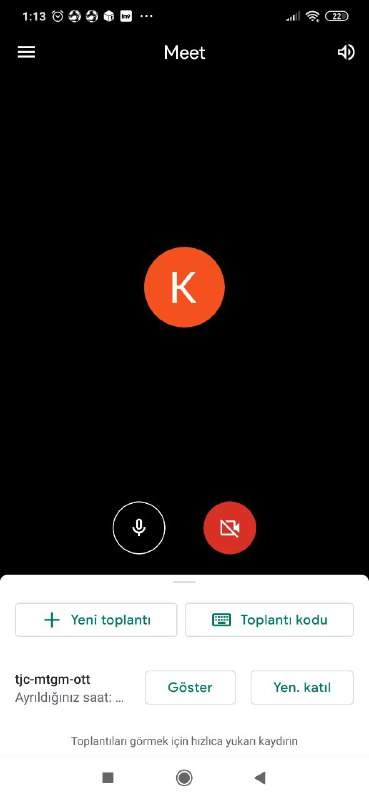 1:13
22
Meet
K
Yeni toplantı
Toplantı kodu
tjc-mtgm-ott
Ayrıldığınız saat: ...
Göster
Yen. katıl
Toplantıları görmek için hızlıca yukarı kaydırın